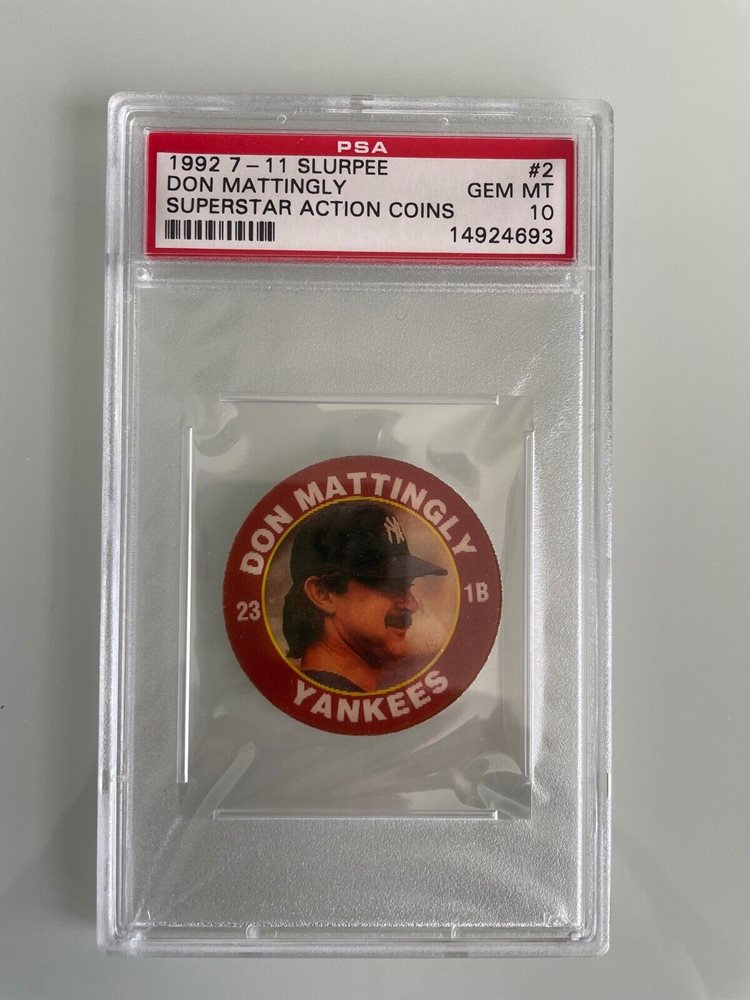 PSA
1992 7-11 SLURPEE #2
DON MATTINGLY GEM MT
SUPERSTAR ACTION COINS 10
14924693
DON MATTINGLY
23 1B
YANKEES
NY